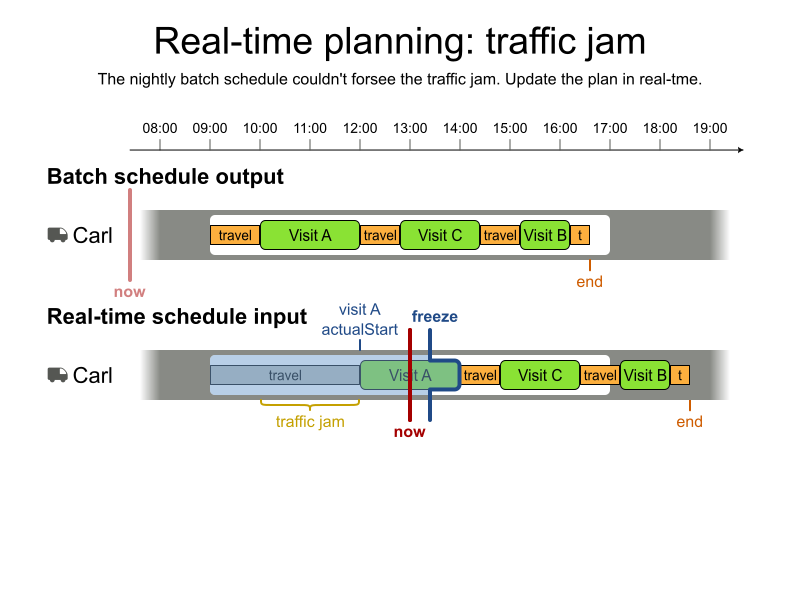 Real-time planning: traffic jam
The nightly batch schedule couldn't forsee the traffic jam. Update the plan in real-tme.
08:00 09:00 10:00 11:00 12:00 13:00 14:00 15:00 16:00 17:00 18:00 19:00
Batch schedule output
Carl travel Visit A travel Visit C travel Visit B t
end
now
Real-time schedule input
visit A
actualStart
freeze
Carl travel Visit A travel Visit C travel Visit B t
traffic jam
now
end